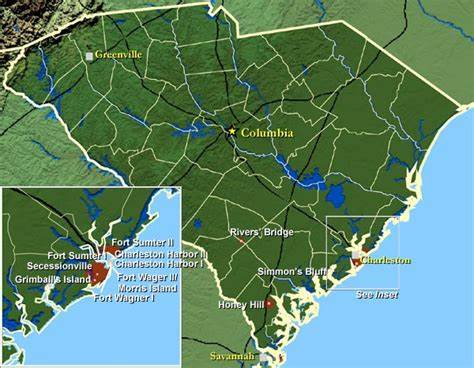 Greenville
Columbia
Rivers' Bridge
Simmon's Bluff
Charleston
See Inset
Honey Hill
Savannah
Fort Sumter II
Fort Sumter I
Charleston Harbor II
Charleston Harbor I
Secessionville
Fort Wager II/
Morris Island
Grimball's Island
Fort Wagner I